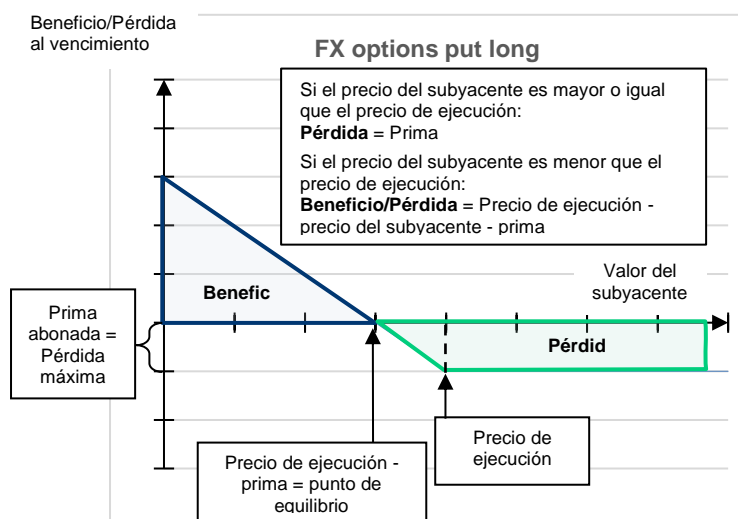 Beneficio/Pérdida
al vencimiento
FX options put long
Si el precio del subyacente es mayor o igual
que el precio de ejecución:
Pérdida = Prima
Si el precio del subyacente es menor que el
precio de ejecución:
Beneficio/Pérdida = Precio de ejecución -
precio del subyacente - prima
Benefic
Valor del
subyacente
Prima
abonada =
Pérdida
máxima
Pérdid
Precio de ejecución -
prima = punto de
equilibrio
Precio de
ejecución